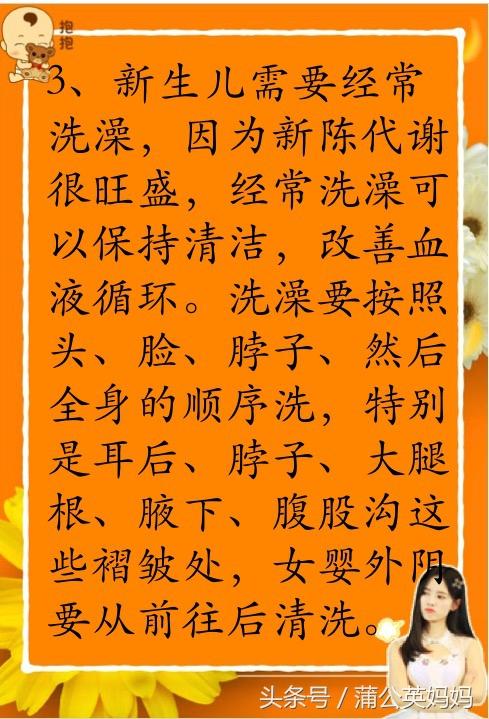 抱抱
3、新生儿需要经常
洗澡，因为新陈代谢
很旺盛，经常洗澡可
以保持清洁，改善血
液循环。洗澡要按照
头、脸、脖子、然后
全身的顺序洗，特别
是耳后、脖子、大腿
根、腋下、腹股沟这
些褶皱处，女婴外阴
要从前往后清洗。
头条号／蒲公英妈妈